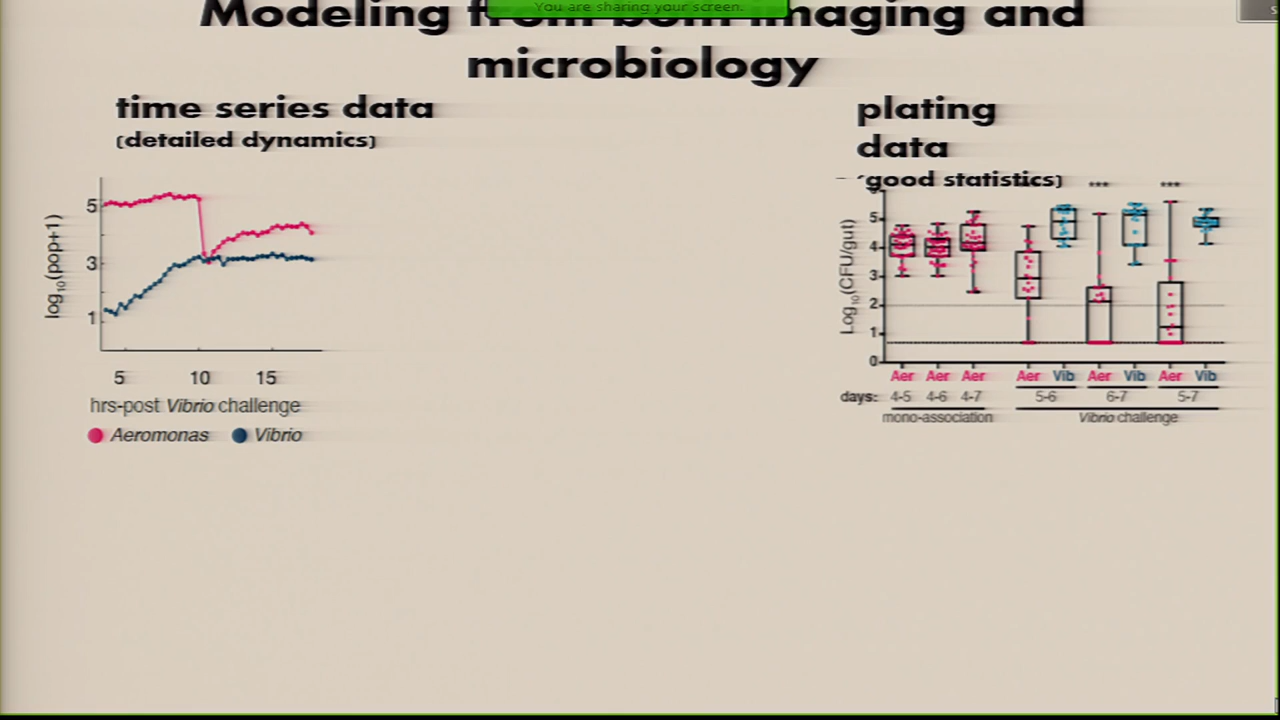 You are sharing your screen.
Modeling from both imaging and
microbiology
time series data
(detailed dynamics)
log10(pop+1)
5
3
1
5 10 15
hrs-post Vibrio challenge
Aeromonas Vibrio
plating
data
(good statistics)
*** ***
Log10(CFU/gut)
5
4
3
2
1
0
Aer Aer Aer Aer Vib Aer Vib Aer Vib
days: 4-5 4-6 4-7 5-6 6-7 5-7
mono-association Vibrio challenge